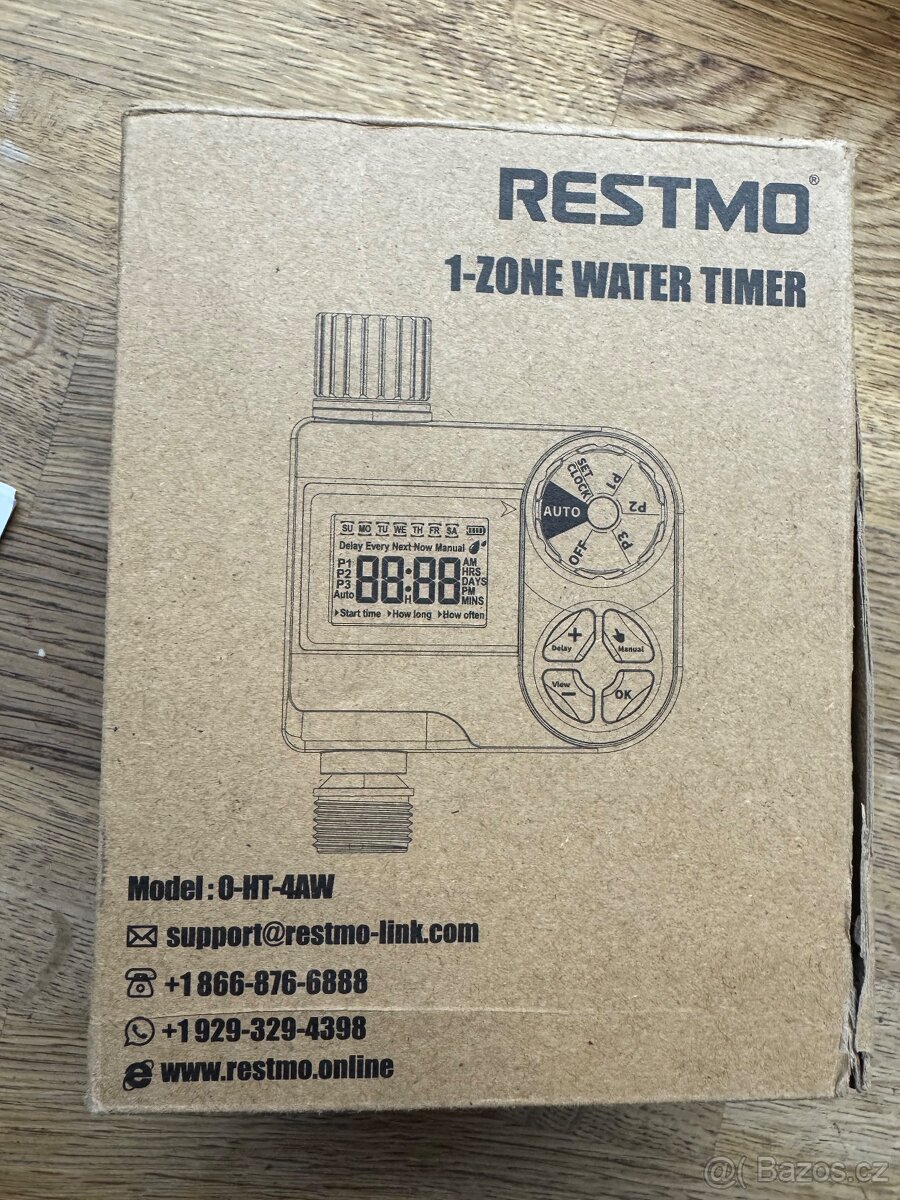 RESTMO®
1-ZONE WATER TIMER
SET CLOCK
P1
P2
P3
OFF
AUTO
SU MO TU WE TH FR SA
Delay Every Next Now Manual
P1
P2
P3
Auto
88:88
H
AM
HRS
DAYS
PM
MINS
Start time How long How often
+
Delay
Manual
View
−
OK
Model : O-HT-4AW
support@restmo-link.com
+1 866-876-6888
+1 929-329-4398
www.restmo.online
@( Bazos.cz